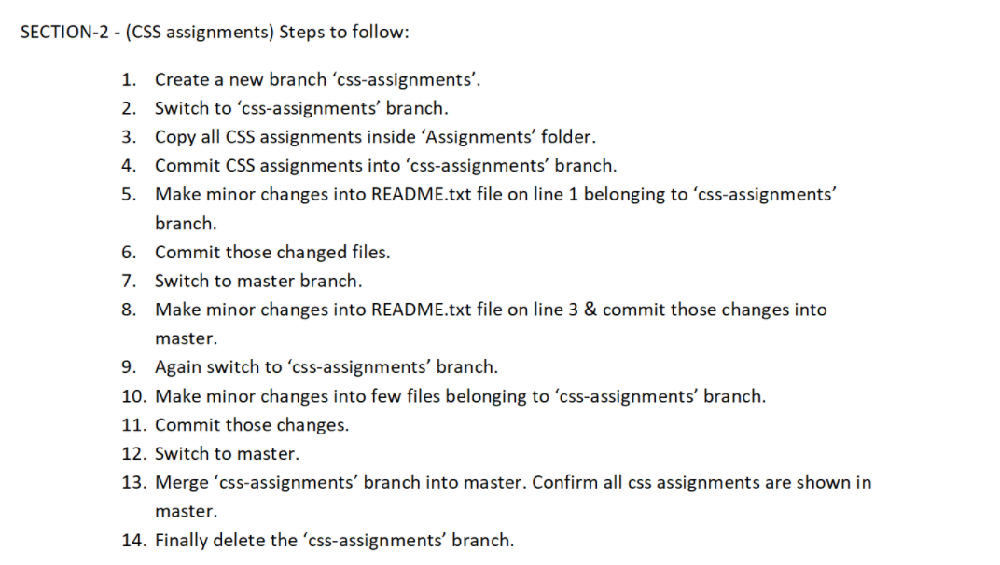 SECTION-2 - (CSS assignments) Steps to follow:
1. Create a new branch ‘css-assignments’.
2. Switch to ‘css-assignments’ branch.
3. Copy all CSS assignments inside ‘Assignments’ folder.
4. Commit CSS assignments into ‘css-assignments’ branch.
5. Make minor changes into README.txt file on line 1 belonging to ‘css-assignments’
branch.
6. Commit those changed files.
7. Switch to master branch.
8. Make minor changes into README.txt file on line 3 & commit those changes into
master.
9. Again switch to ‘css-assignments’ branch.
10. Make minor changes into few files belonging to ‘css-assignments’ branch.
11. Commit those changes.
12. Switch to master.
13. Merge ‘css-assignments’ branch into master. Confirm all css assignments are shown in
master.
14. Finally delete the ‘css-assignments’ branch.